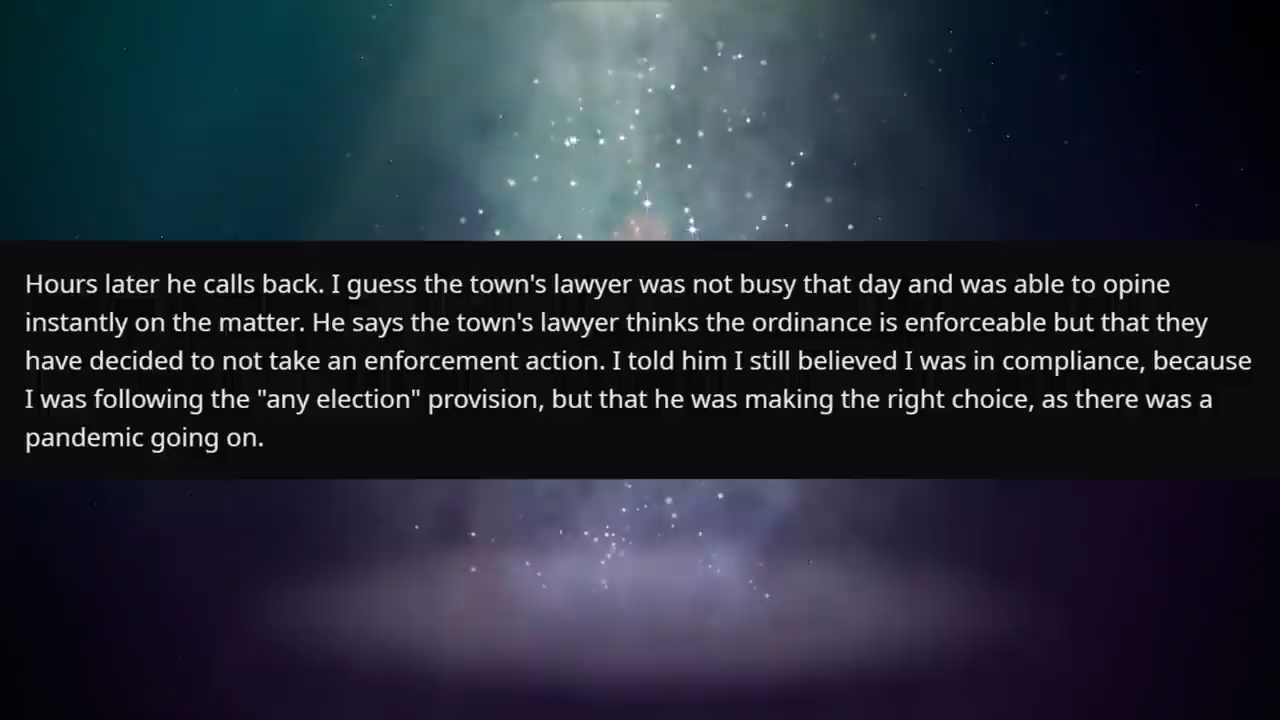 Hours later he calls back. I guess the town's lawyer was not busy that day and was able to opine
instantly on the matter. He says the town's lawyer thinks the ordinance is enforceable but that they
have decided to not take an enforcement action. I told him I still believed I was in compliance, because
I was following the "any election" provision, but that he was making the right choice, as there was a
pandemic going on.